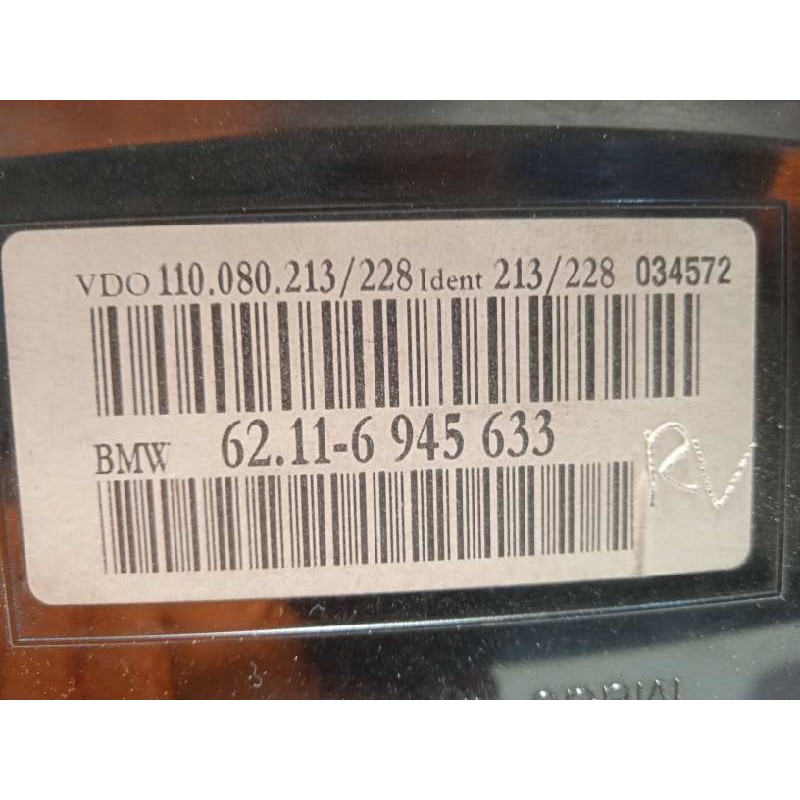 VDO 110.080.213/228 Ident 213/228 034572
BMW 62.11-6 945 633